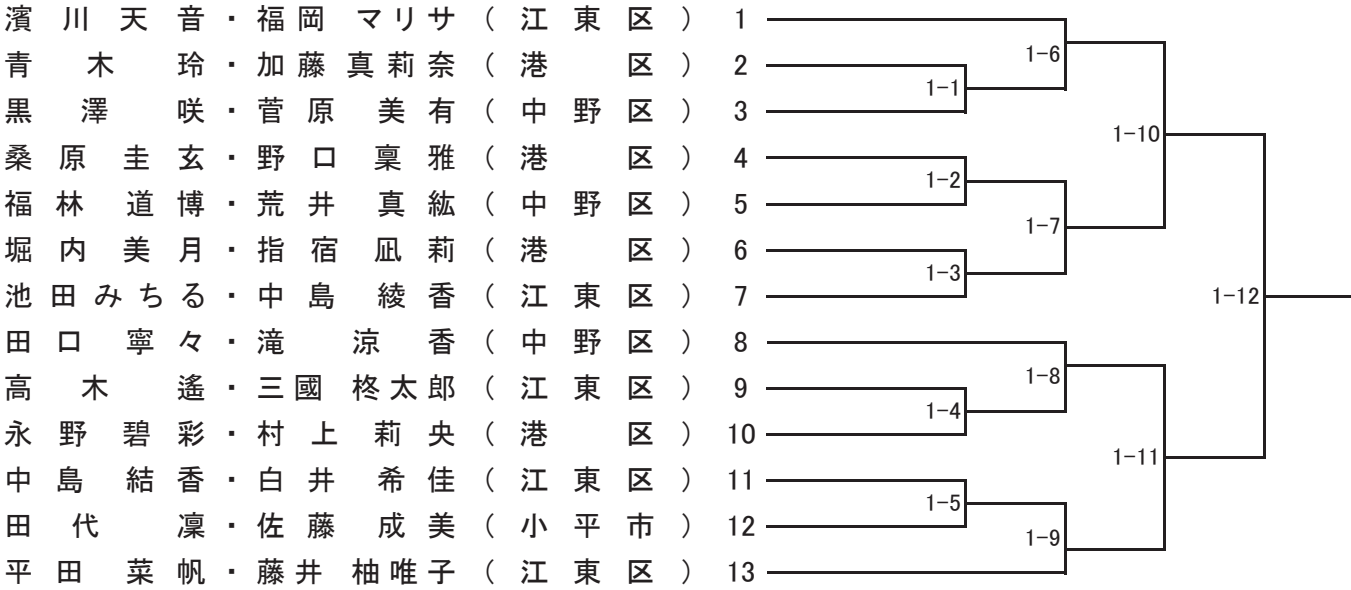 濱川天音・福岡マリサ(江東区) 1
青木玲・加藤真莉奈(港区) 2
黒澤咲・菅原美有(中野区) 3
桑原圭玄・野口稟雅(港区) 4
福林道博・荒井真紘(中野区) 5
堀内美月・指宿凪莉(港区) 6
池田みちる・中島綾香(江東区) 7
田口寧々・滝涼香(中野区) 8
高木遙・三國柊太郎(江東区) 9
永野碧彩・村上莉央(港区) 10
中島結香・白井希佳(江東区) 11
田代凜・佐藤成美(小平市) 12
平田菜帆・藤井柚唯子(江東区) 13
1-1
1-2
1-3
1-4
1-5
1-6
1-7
1-8
1-9
1-10
1-11
1-12